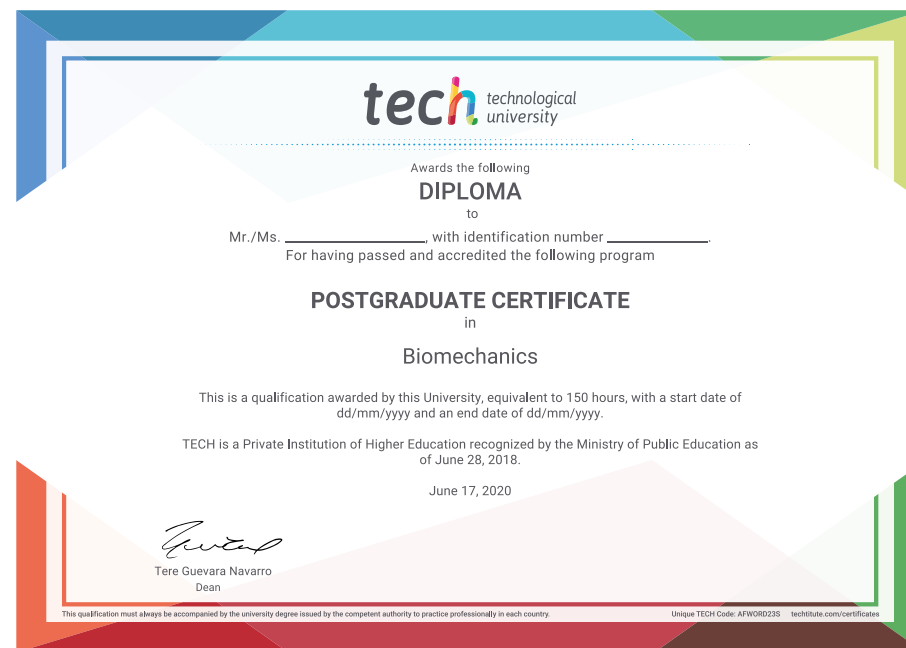 tech technological
university
Awards the following
DIPLOMA
to
Mr./Ms. ____________________, with identification number ______________.
For having passed and accredited the following program
POSTGRADUATE CERTIFICATE
in
Biomechanics
This is a qualification awarded by this University, equivalent to 150 hours, with a start date of
dd/mm/yyyy and an end date of dd/mm/yyyy.
TECH is a Private Institution of Higher Education recognized by the Ministry of Public Education as
of June 28, 2018.
June 17, 2020
Tere Guevara Navarro
Dean
This qualification must always be accompanied by the university degree issued by the competent authority to practice professionally in each country. Unique TECH Code: AFWORD23S techtitute.com/certificates